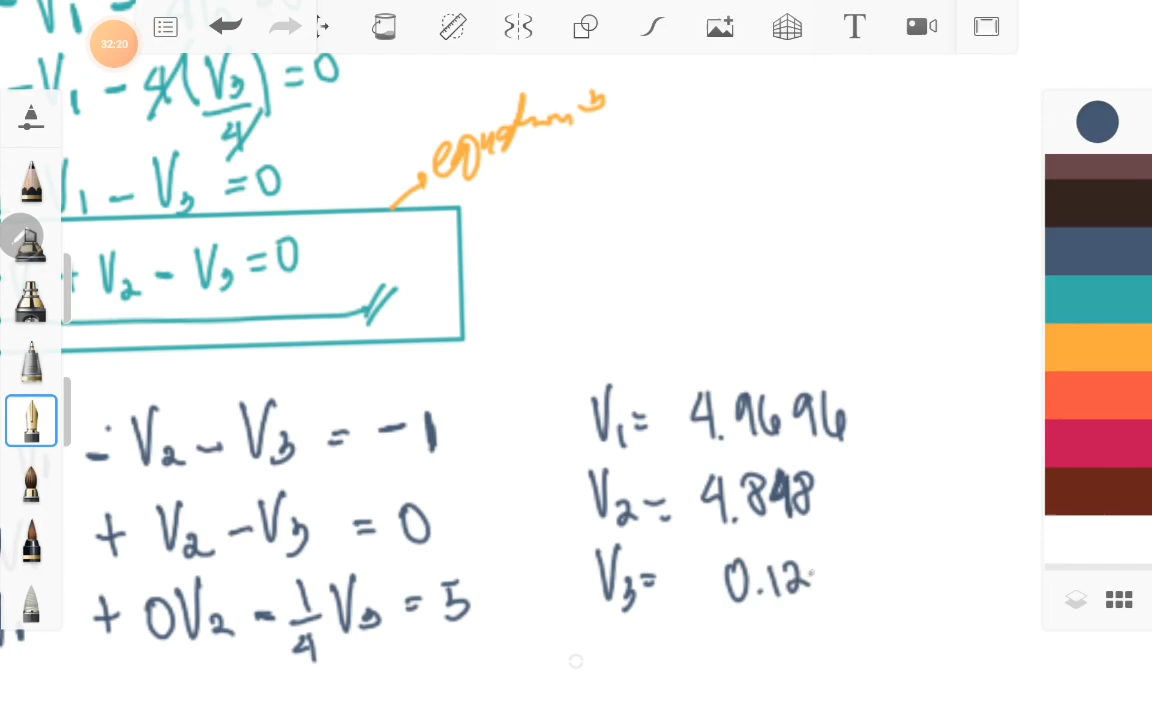 32:20
T
V1
- V1 - 4(V3/4) = 0
V1 - V3 = 0
+ V2 - V3 = 0
- V2 - V3 = -1
+ V2 - V3 = 0
+ 0V2 - 1/4 V3 = 5
V1 = 4.9696
V2 = 4.848
V3 = 0.12